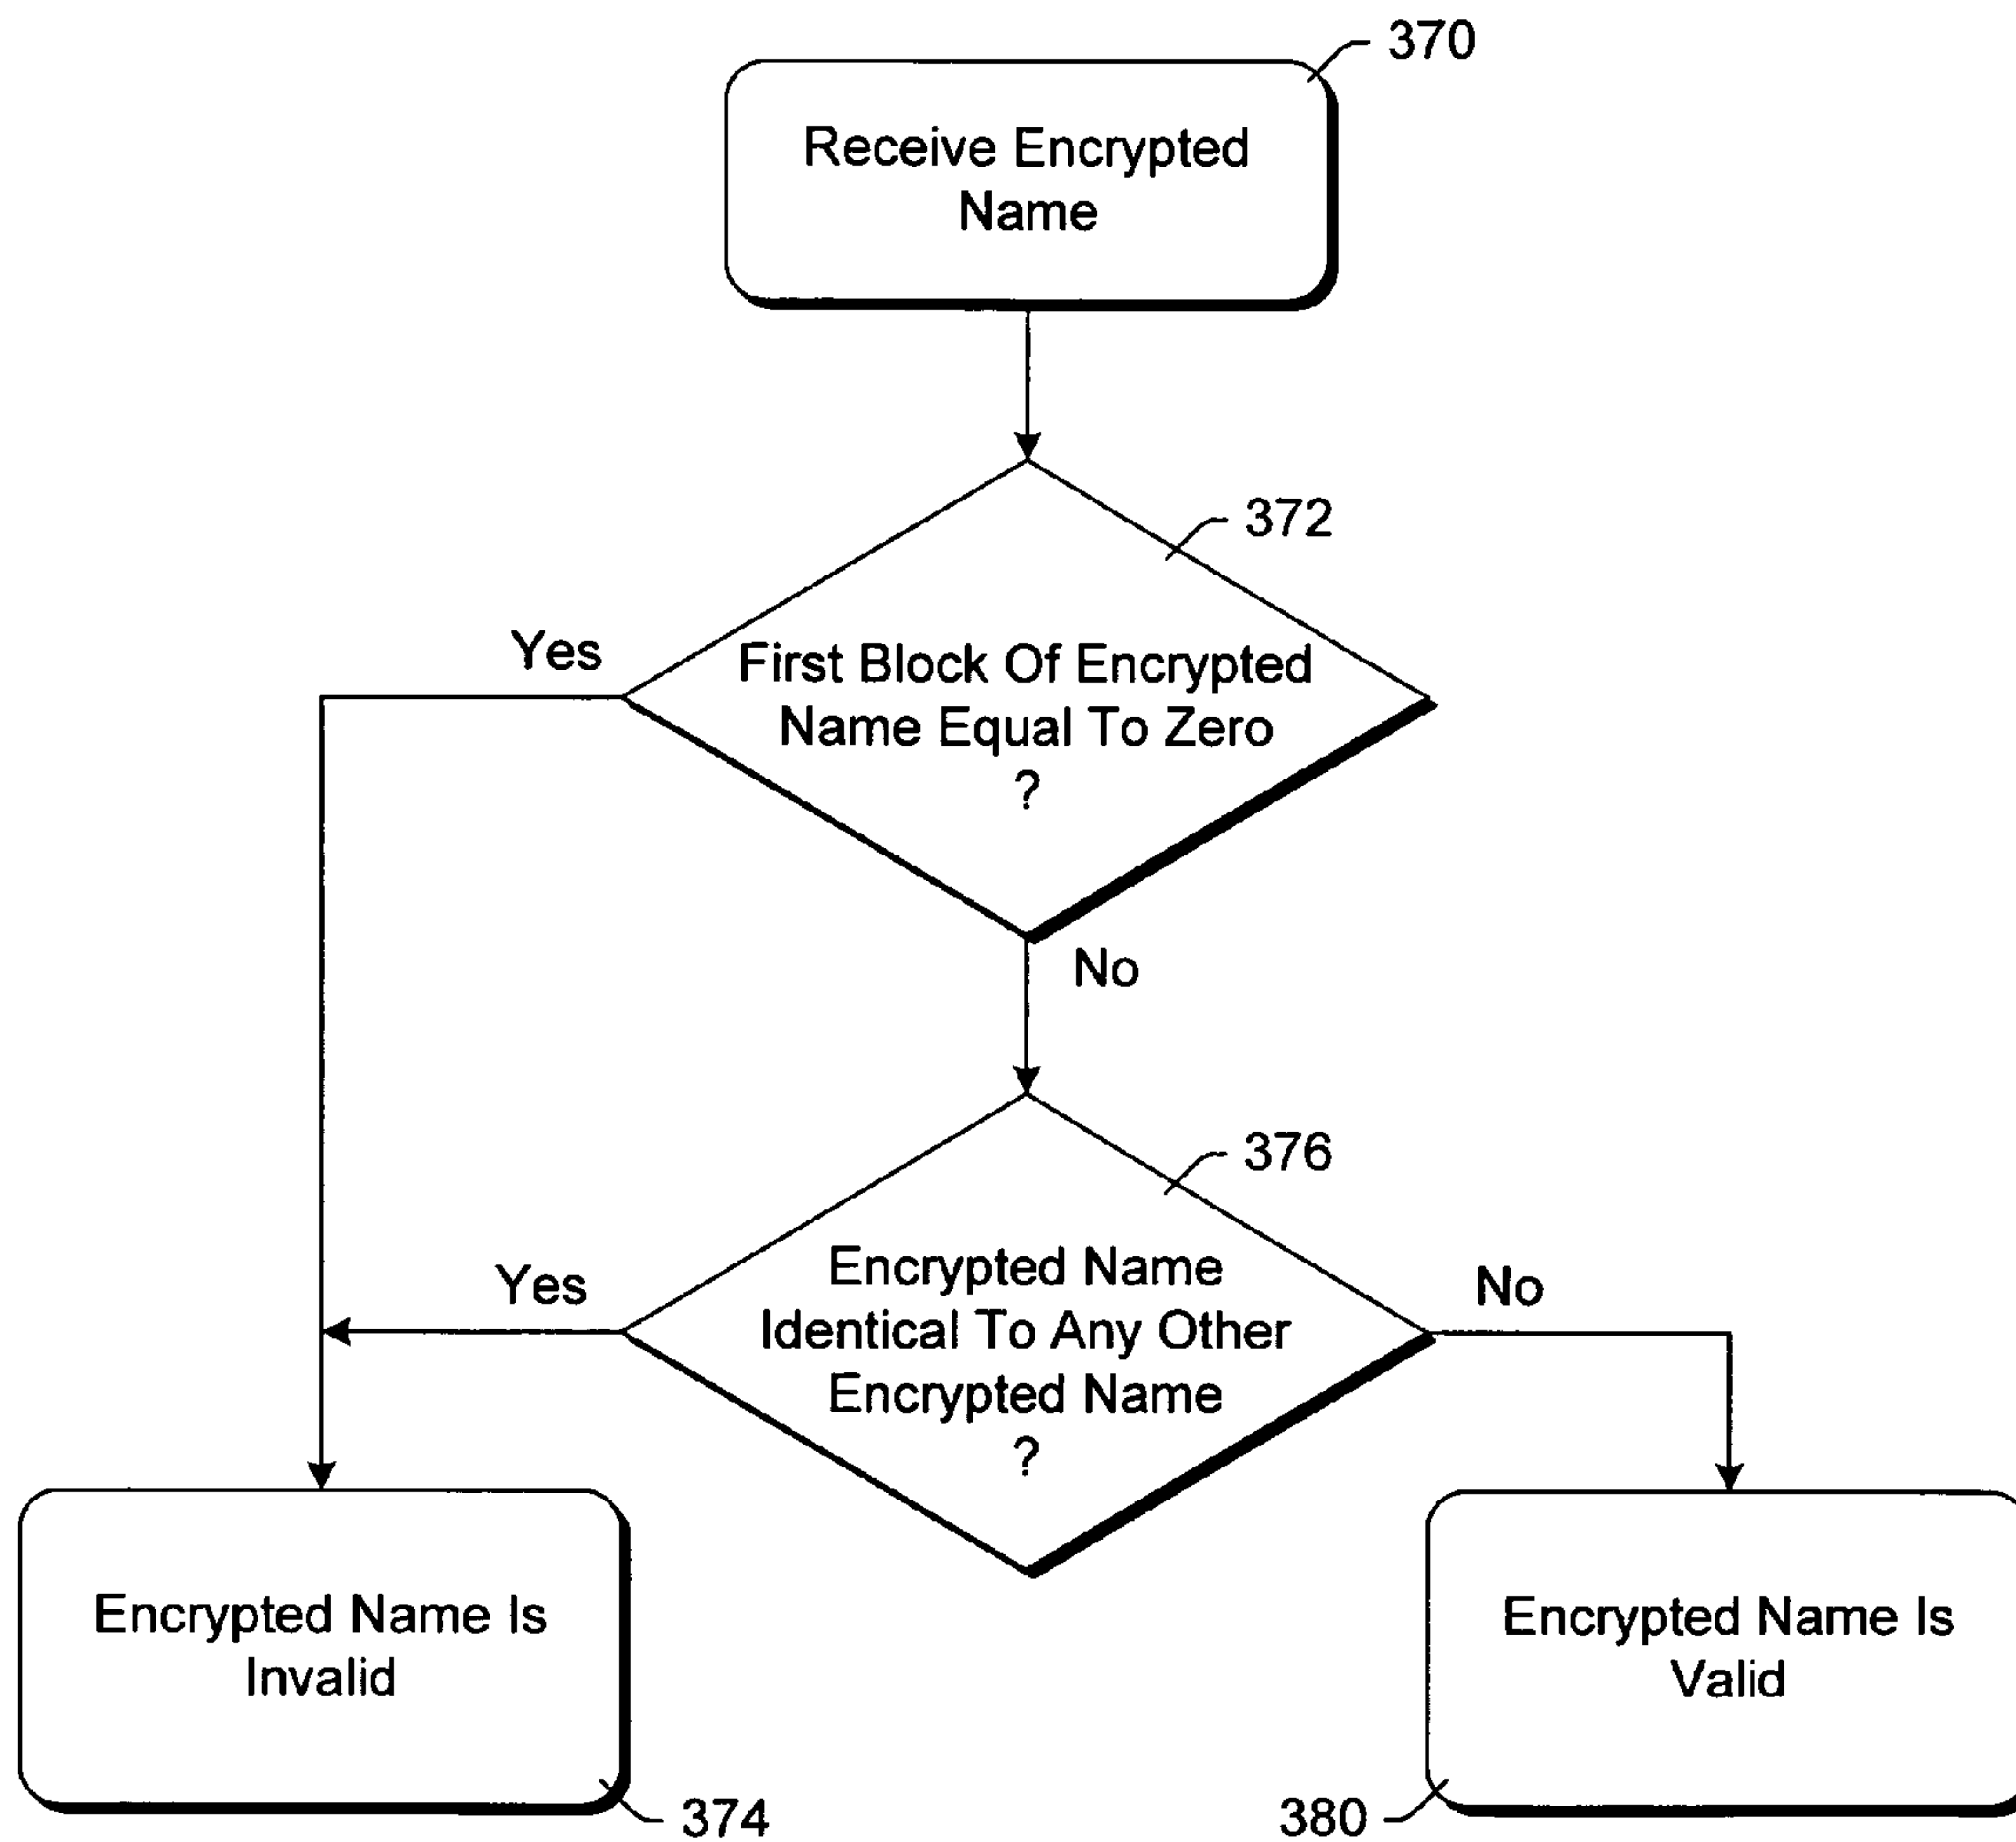 370
Receive Encrypted
Name
372
Yes
First Block Of Encrypted
Name Equal To Zero
?
No
376
Yes
Encrypted Name
Identical To Any Other
Encrypted Name
?
No
Encrypted Name Is
Invalid
Encrypted Name Is
Valid
374
380